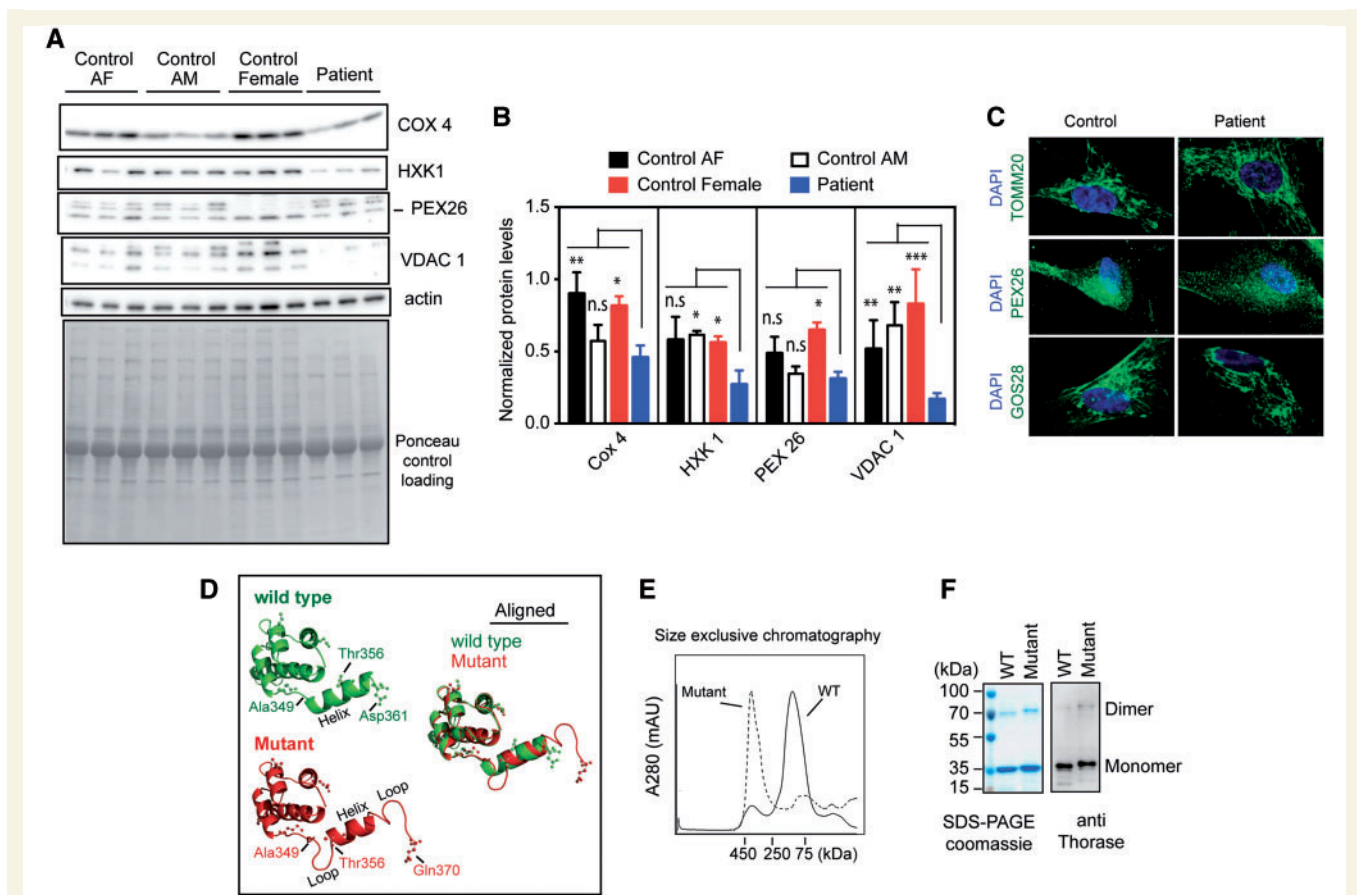 A
Control AF
Control AM
Control Female
Patient
COX 4
HXK1
PEX26
VDAC 1
actin
Ponceau control loading
B
Control AF
Control AM
Control Female
Patient
Normalized protein levels
1.5
1.0
0.5
0.0
**
n.s
*
n.s
*
*
n.s
n.s
*
**
**
***
Cox 4
HXK 1
PEX 26
VDAC 1
C
Control
Patient
DAPI
TOMM20
DAPI
PEX26
DAPI
GOS28
D
wild type
Thr356
Ala349
Helix
Asp361
Mutant
Helix
Loop
Ala349
Thr356
Loop
Gln370
Aligned
wild type
Mutant
E
Size exclusive chromatography
Mutant
WT
A280 (mAU)
450 250 75 (kDa)
F
(kDa)
WT
Mutant
WT
Mutant
100
70
55
35
15
Dimer
Monomer
SDS-PAGE
coomassie
anti
Thorase